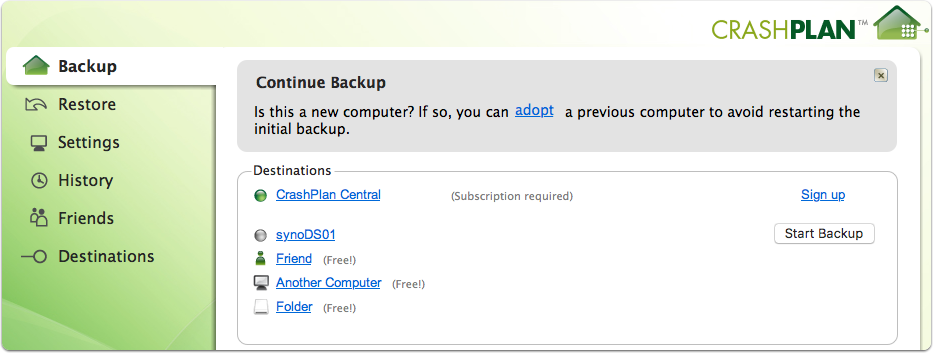 CRASHPLAN™
Backup
Restore
Settings
History
Friends
Destinations
Continue Backup
Is this a new computer? If so, you can adopt a previous computer to avoid restarting the
initial backup.
Destinations
CrashPlan Central (Subscription required) Sign up
synoDS01 Start Backup
Friend (Free!)
Another Computer (Free!)
Folder (Free!)